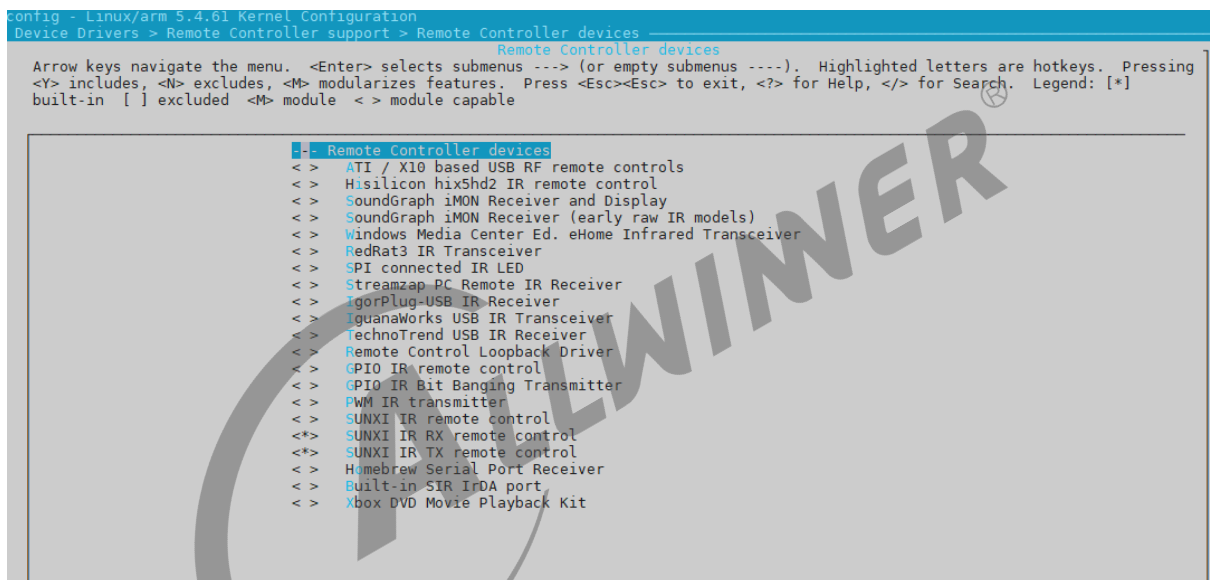 config - Linux/arm 5.4.61 Kernel Configuration
Device Drivers > Remote Controller support > Remote Controller devices
Remote Controller devices
Arrow keys navigate the menu. <Enter> selects submenus ---> (or empty submenus ----). Highlighted letters are hotkeys. Pressing
<Y> includes, <N> excludes, <M> modularizes features. Press <Esc><Esc> to exit, <?> for Help, </> for Search. Legend: [*]
built-in [ ] excluded <M> module < > module capable
--- Remote Controller devices
< > ATI / X10 based USB RF remote controls
< > Hisilicon hix5hd2 IR remote control
< > SoundGraph iMON Receiver and Display
< > SoundGraph iMON Receiver (early raw IR models)
< > Windows Media Center Ed. eHome Infrared Transceiver
< > RedRat3 IR Transceiver
< > SPI connected IR LED
< > Streamzap PC Remote IR Receiver
< > IgorPlug-USB IR Receiver
< > IguanaWorks USB IR Transceiver
< > TechnoTrend USB IR Receiver
< > Remote Control Loopback Driver
< > GPIO IR remote control
< > GPIO IR Bit Banging Transmitter
< > PWM IR transmitter
< > SUNXI IR remote control
<*> SUNXI IR RX remote control
<*> SUNXI IR TX remote control
< > Homebrew Serial Port Receiver
< > Built-in SIR IrDA port
< > Xbox DVD Movie Playback Kit
ALLWINNER®